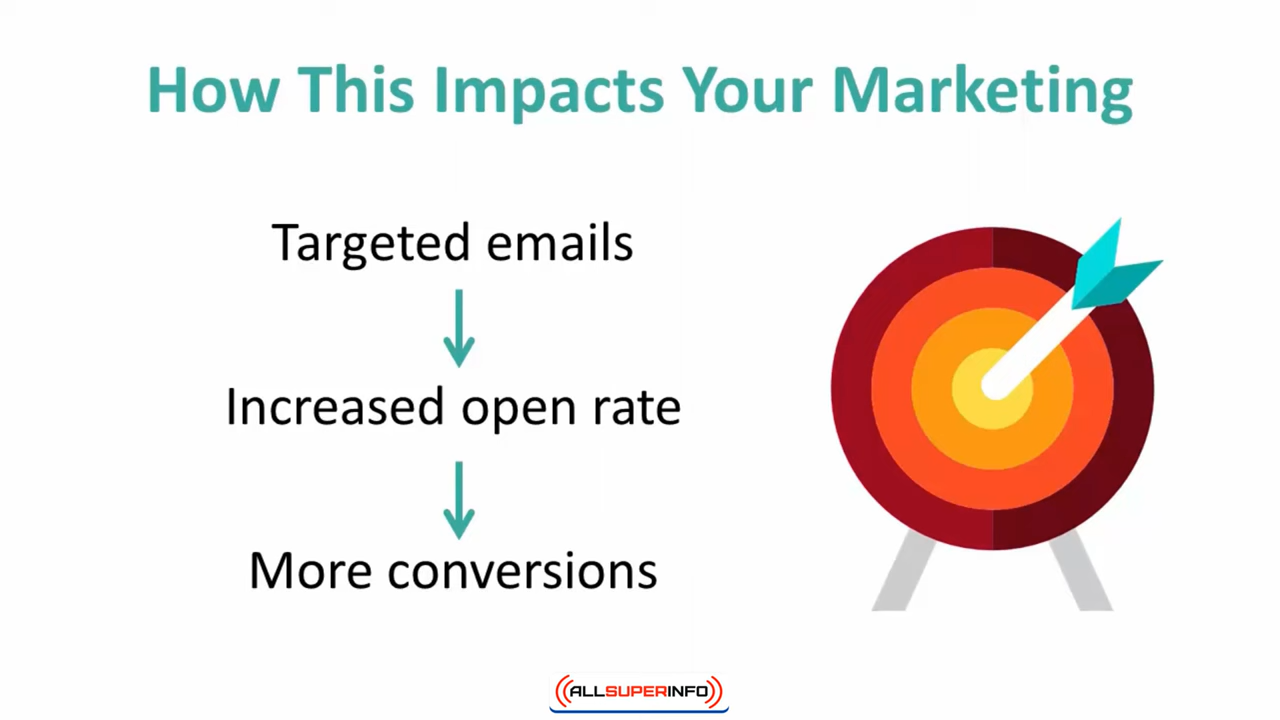 How This Impacts Your Marketing
Targeted emails
Increased open rate
More conversions
ALLSUPERINFO